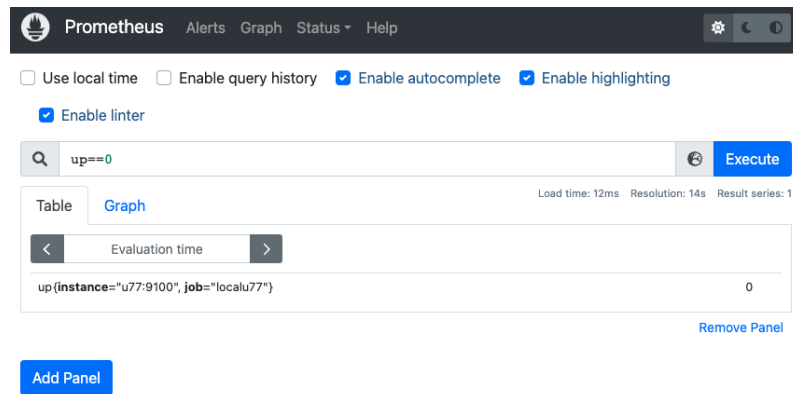 Prometheus Alerts Graph Status Help
Use local time Enable query history Enable autocomplete Enable highlighting
Enable linter
up==0 Execute
Load time: 12ms Resolution: 14s Result series: 1
Table Graph
Evaluation time
up{instance="u77:9100", job="localu77"} 0
Remove Panel
Add Panel